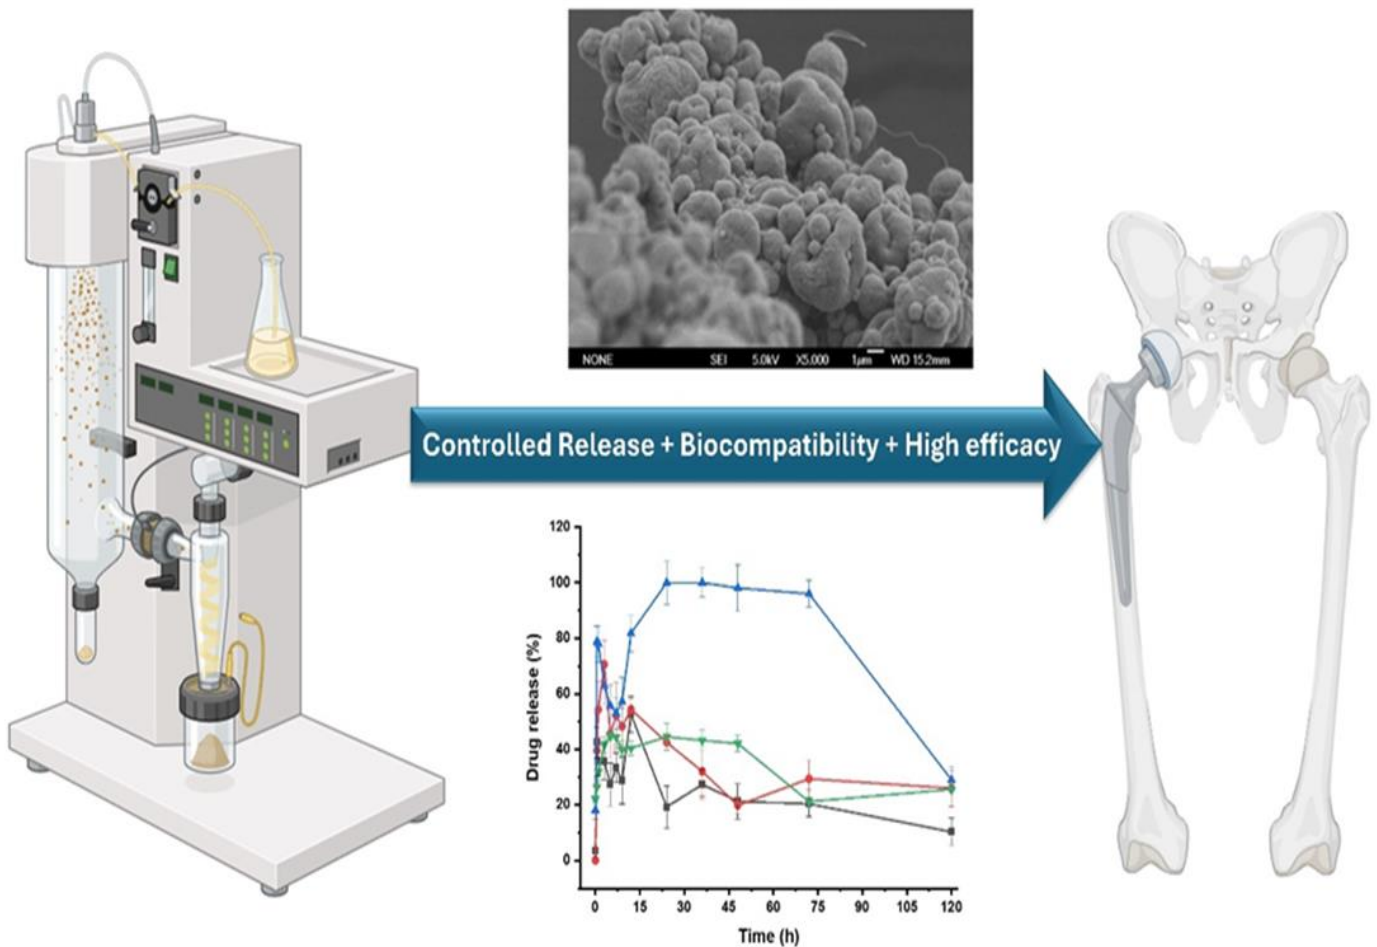 NONE SEI 5.0kV X5,000 1µm WD 15.2mm
Controlled Release + Biocompatibility + High efficacy
Drug release (%)
120
100
80
60
40
20
0
0 15 30 45 60 75 90 105 120
Time (h)